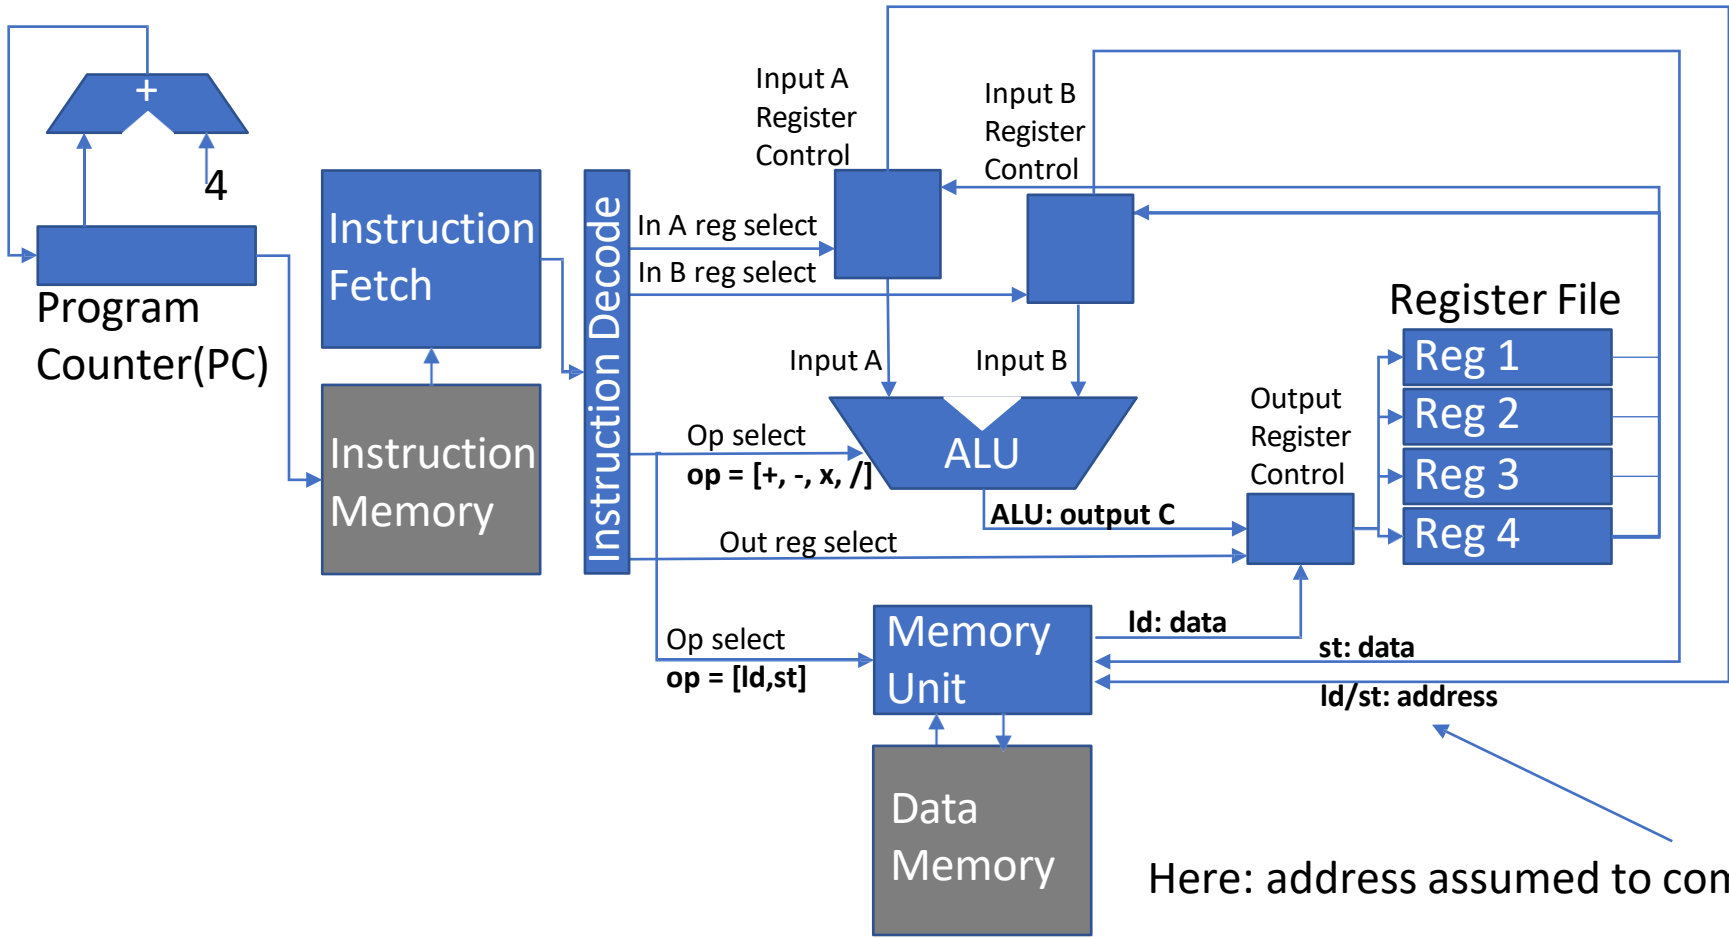 +
4
Program
Counter(PC)
Instruction
Fetch
Instruction
Memory
Instruction Decode
In A reg select
In B reg select
Input A
Register
Control
Input B
Register
Control
Input A
Input B
Op select
op = [+, -, x, /]
ALU
ALU: output C
Out reg select
Output
Register
Control
Register File
Reg 1
Reg 2
Reg 3
Reg 4
Op select
op = [ld,st]
Memory
Unit
ld: data
st: data
ld/st: address
Data
Memory
Here: address assumed to